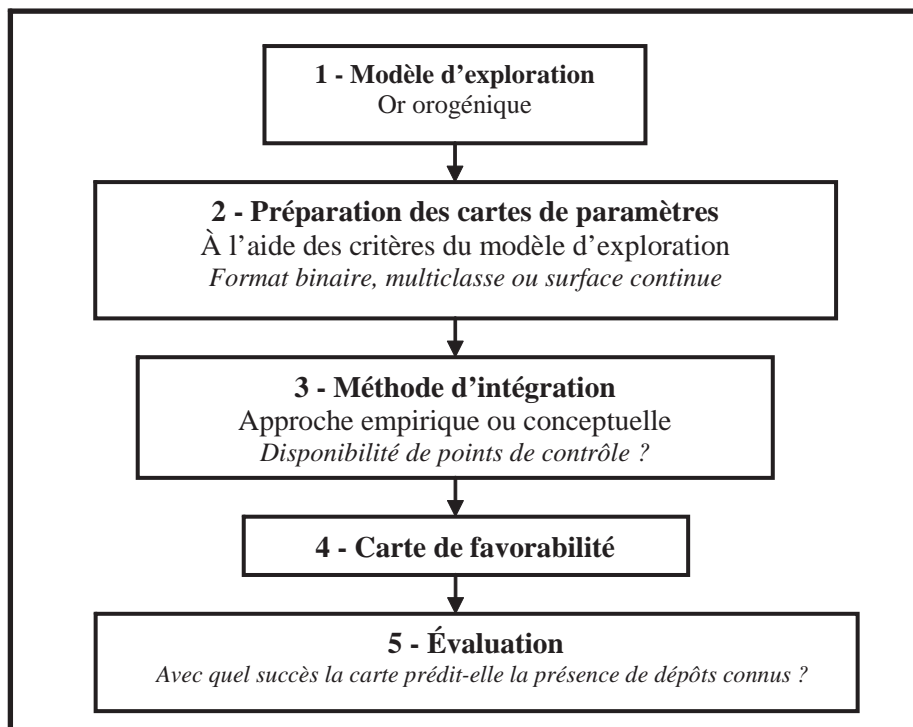 1 - Modèle d’exploration
Or orogénique
2 - Préparation des cartes de paramètres
À l’aide des critères du modèle d’exploration
Format binaire, multiclasse ou surface continue
3 - Méthode d’intégration
Approche empirique ou conceptuelle
Disponibilité de points de contrôle ?
4 - Carte de favorabilité
5 - Évaluation
Avec quel succès la carte prédit-elle la présence de dépôts connus ?